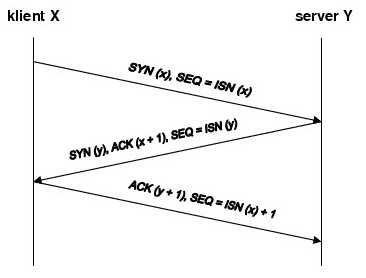 klient X
server Y
SYN (x), SEQ = ISN (x)
SYN (y), ACK (x + 1), SEQ = ISN (y)
ACK (y + 1), SEQ = ISN (x) + 1